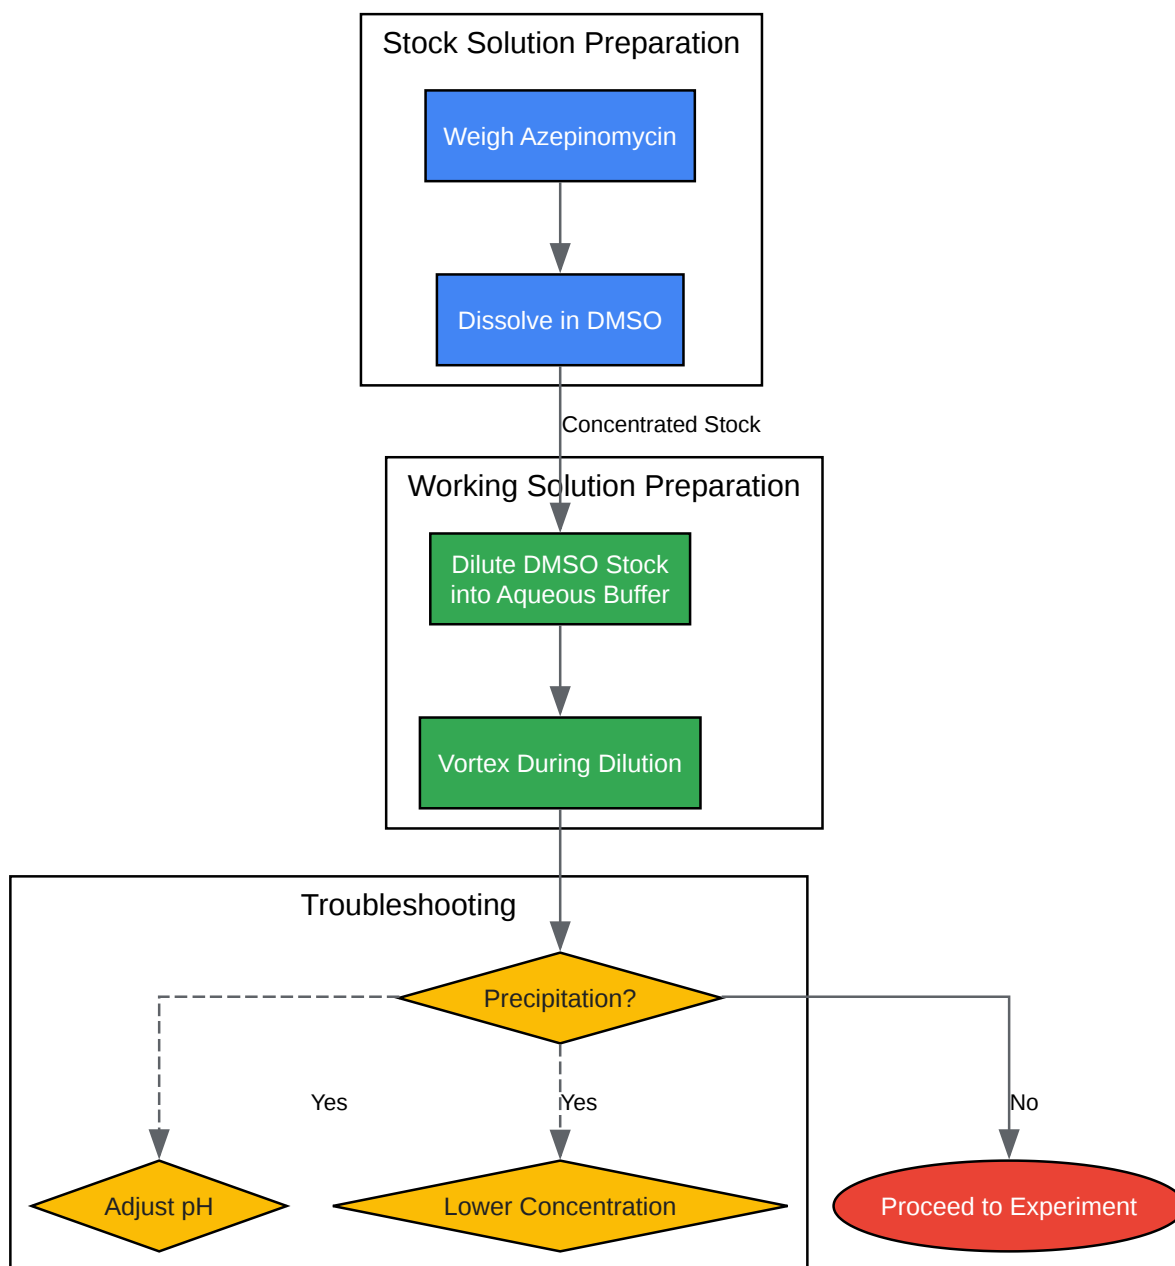 Stock Solution Preparation
Weigh Azepinomycin
Dissolve in DMSO
Concentrated Stock
Working Solution Preparation
Dilute DMSO Stock
into Aqueous Buffer
Vortex During Dilution
Troubleshooting
Precipitation?
Yes
Yes
No
Adjust pH
Lower Concentration
Proceed to Experiment